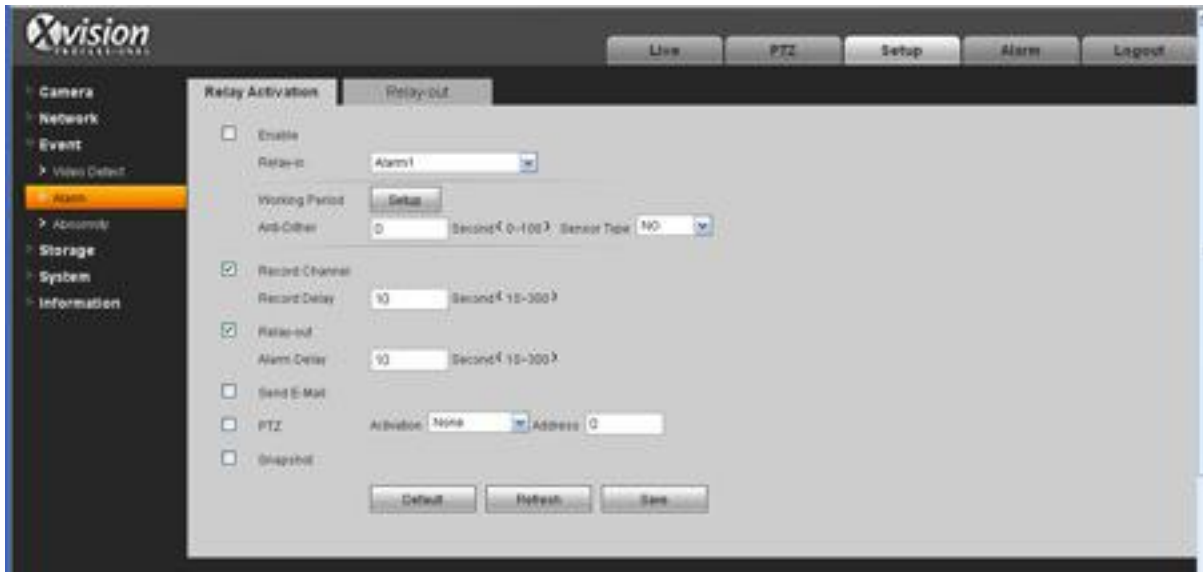 Xvision
PROFESSIONAL
Live PTZ Setup Alarm Logout
Camera
Network
Event
Video Detect
Alarm
Abnormity
Storage
System
Information
Relay Activation Relay-out
Enable
Relay-in Alarm1
Working Period Setup
Anti-Dither 0 Second(0~100) Sensor Type NO
Record Channel
Record Delay 10 Second(10~300)
Relay-out
Alarm Delay 10 Second(10~300)
Send E-Mail
PTZ Activation None Address 0
Snapshot
Default Refresh Save